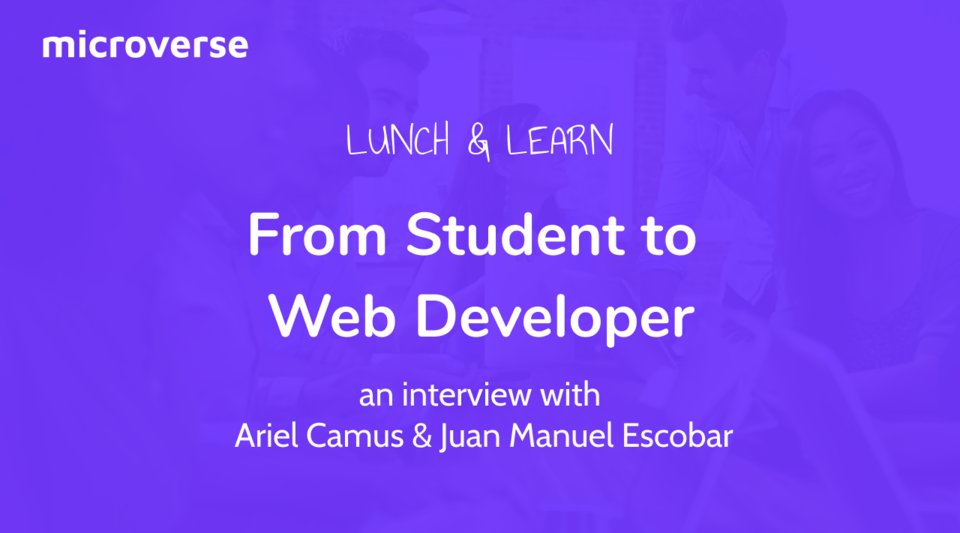 microverse
LUNCH & LEARN
From Student to
Web Developer
an interview with
Ariel Camus & Juan Manuel Escobar